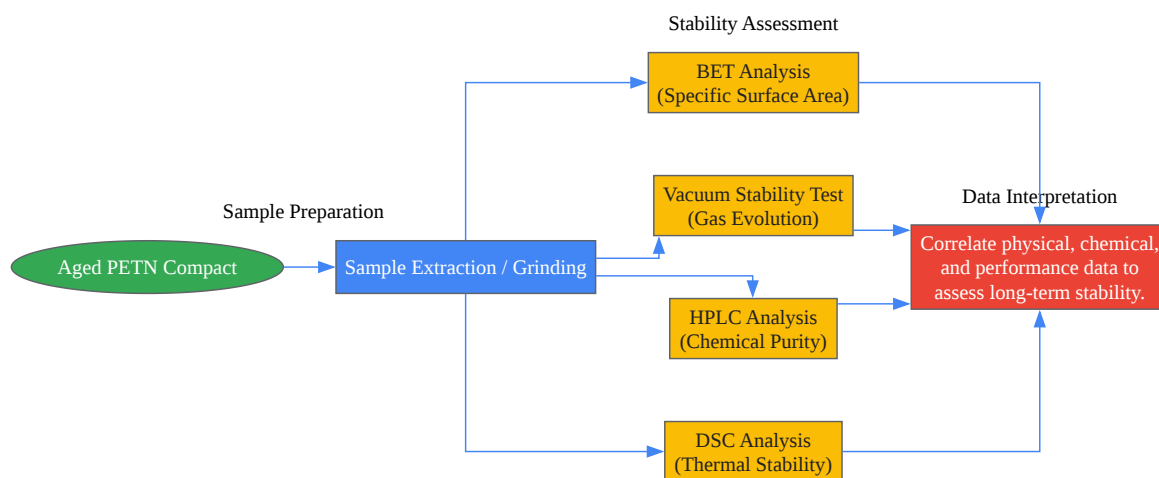 Stability Assessment
BET Analysis
(Specific Surface Area)
Vacuum Stability Test
(Gas Evolution)
Data Interpretation
Sample Preparation
Aged PETN Compact
Sample Extraction / Grinding
Correlate physical, chemical,
and performance data to
assess long-term stability.
HPLC Analysis
(Chemical Purity)
DSC Analysis
(Thermal Stability)